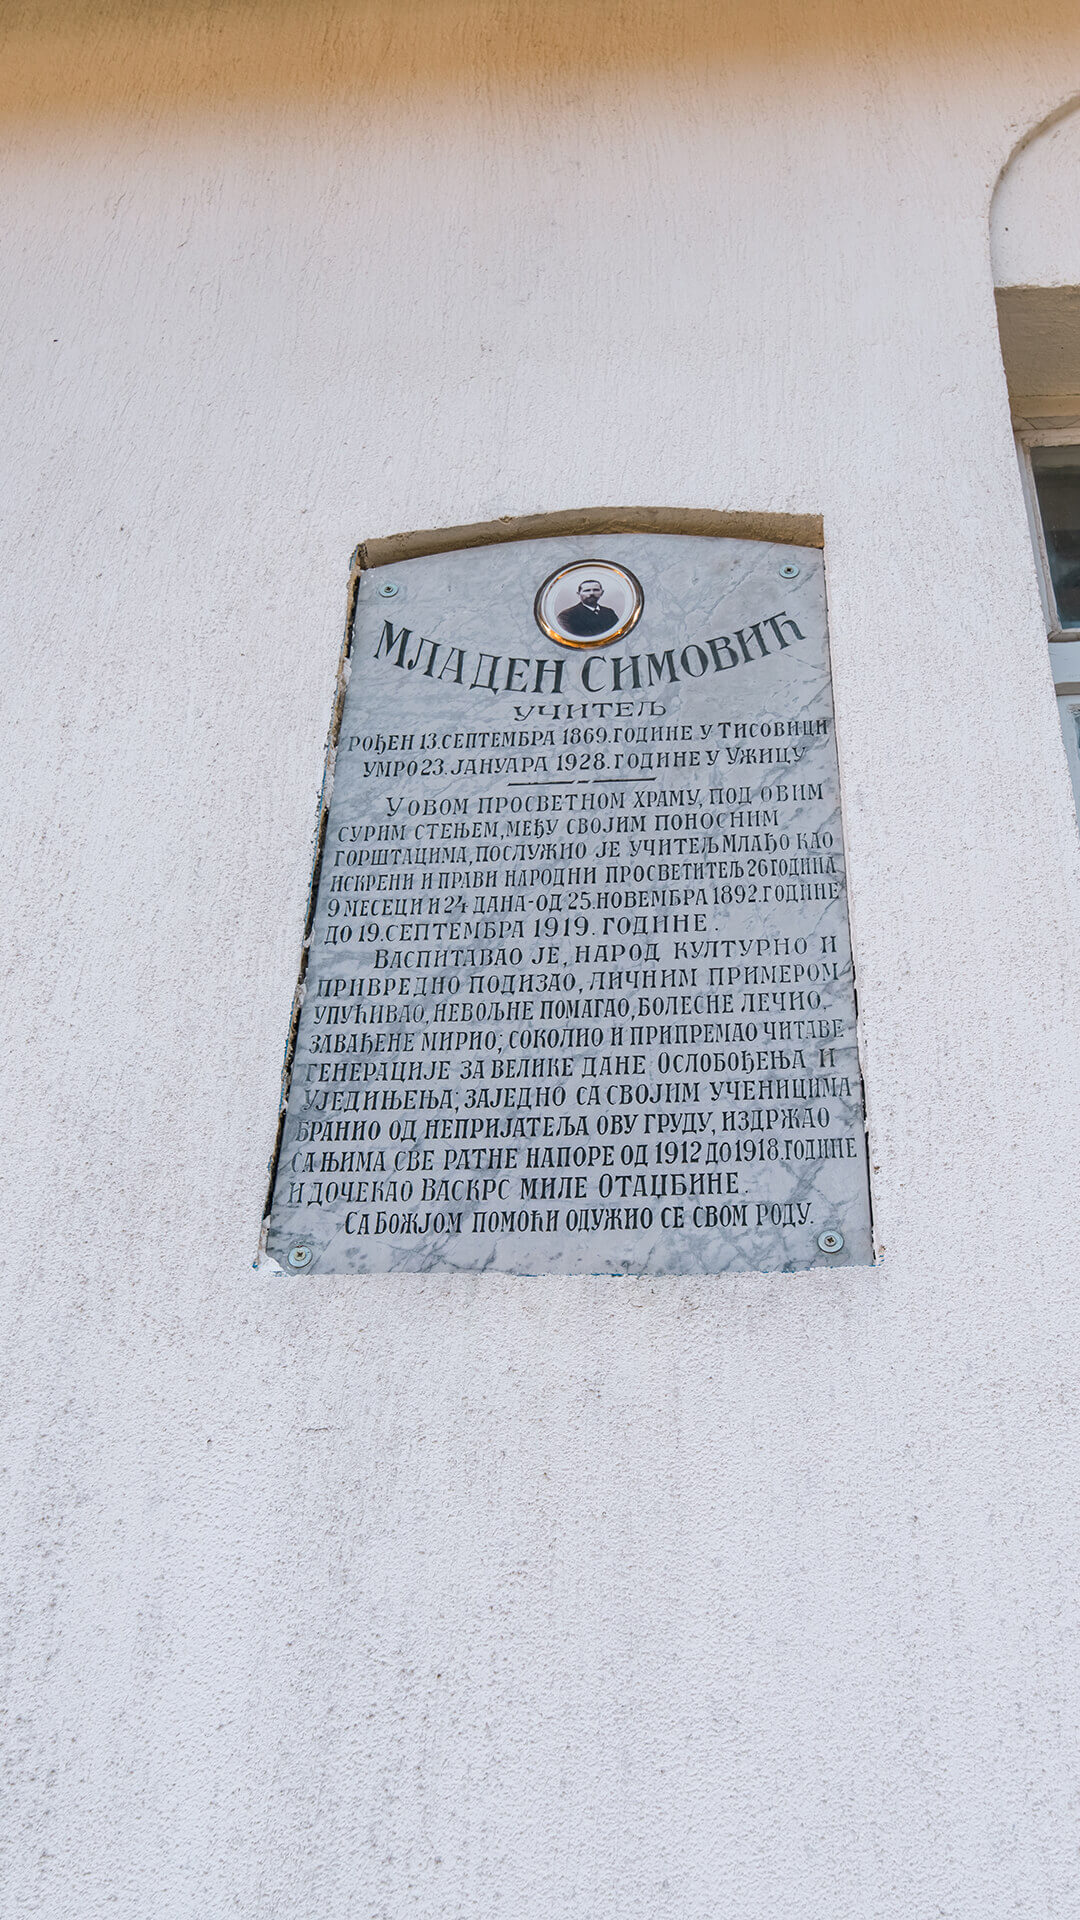 МЛАДЕН СИМОВИЋ
УЧИТЕЉ
РОЂЕН 13. СЕПТЕМБРА 1869. ГОДИНЕ У ТИСОВИЦИ
УМРО 23. ЈАНУАРА 1928. ГОДИНЕ У УЖИЦУ
У ОВОМ ПРОСВЕТНОМ ХРАМУ, ПОД ОВИМ
СУРИМ СТЕЊЕМ, МЕЂУ СВОЈИМ ПОНОСНИМ
ГОРШТАЦИМА, ПОСЛУЖИО ЈЕ УЧИТЕЉ МЛАЂО КАО
ИСКРЕНИ И ПРАВИ НАРОДНИ ПРОСВЕТИТЕЉ 26 ГОДИНА
9 МЕСЕЦИ И 24 ДАНА - ОД 25. НОВЕМБРА 1892. ГОДИНЕ
ДО 19. СЕПТЕМБРА 1919. ГОДИНЕ.
ВАСПИТАВАО ЈЕ, НАРОД КУЛТУРНО И
ПРИВРЕДНО ПОДИЗАО, ЛИЧНИМ ПРИМЕРОМ
УПУЋИВАО, НЕВОЉНЕ ПОМАГАО, БОЛЕСНЕ ЛЕЧИО,
ЗАВАЂЕНЕ МИРИО; СОКОЛИО И ПРИПРЕМАО ЧИТАВЕ
ГЕНЕРАЦИЈЕ ЗА ВЕЛИКЕ ДАНЕ ОСЛОБОЂЕЊА И
УЈЕДИЊЕЊА; ЗАЈЕДНО СА СВОЈИМ УЧЕНИЦИМА
БРАНИО ОД НЕПРИЈАТЕЉА ОВУ ГРУДУ, ИЗДРЖАО
СА ЊИМА СВЕ РАТНЕ НАПОРЕ ОД 1912 ДО 1918. ГОДИНЕ
И ДОЧЕКАО ВАСКРС МИЛЕ ОТАЏБИНЕ.
СА БОЖЈОМ ПОМОЋИ ОДУЖИО СЕ СВОМ РОДУ.